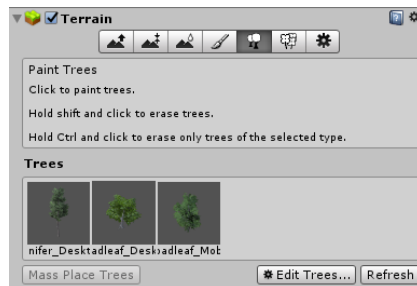 Terrain
Paint Trees
Click to paint trees.
Hold shift and click to erase trees.
Hold Ctrl and click to erase only trees of the selected type.
Trees
nifer_Deskt adleaf_Desk adleaf_Mob
Mass Place Trees Edit Trees... Refresh